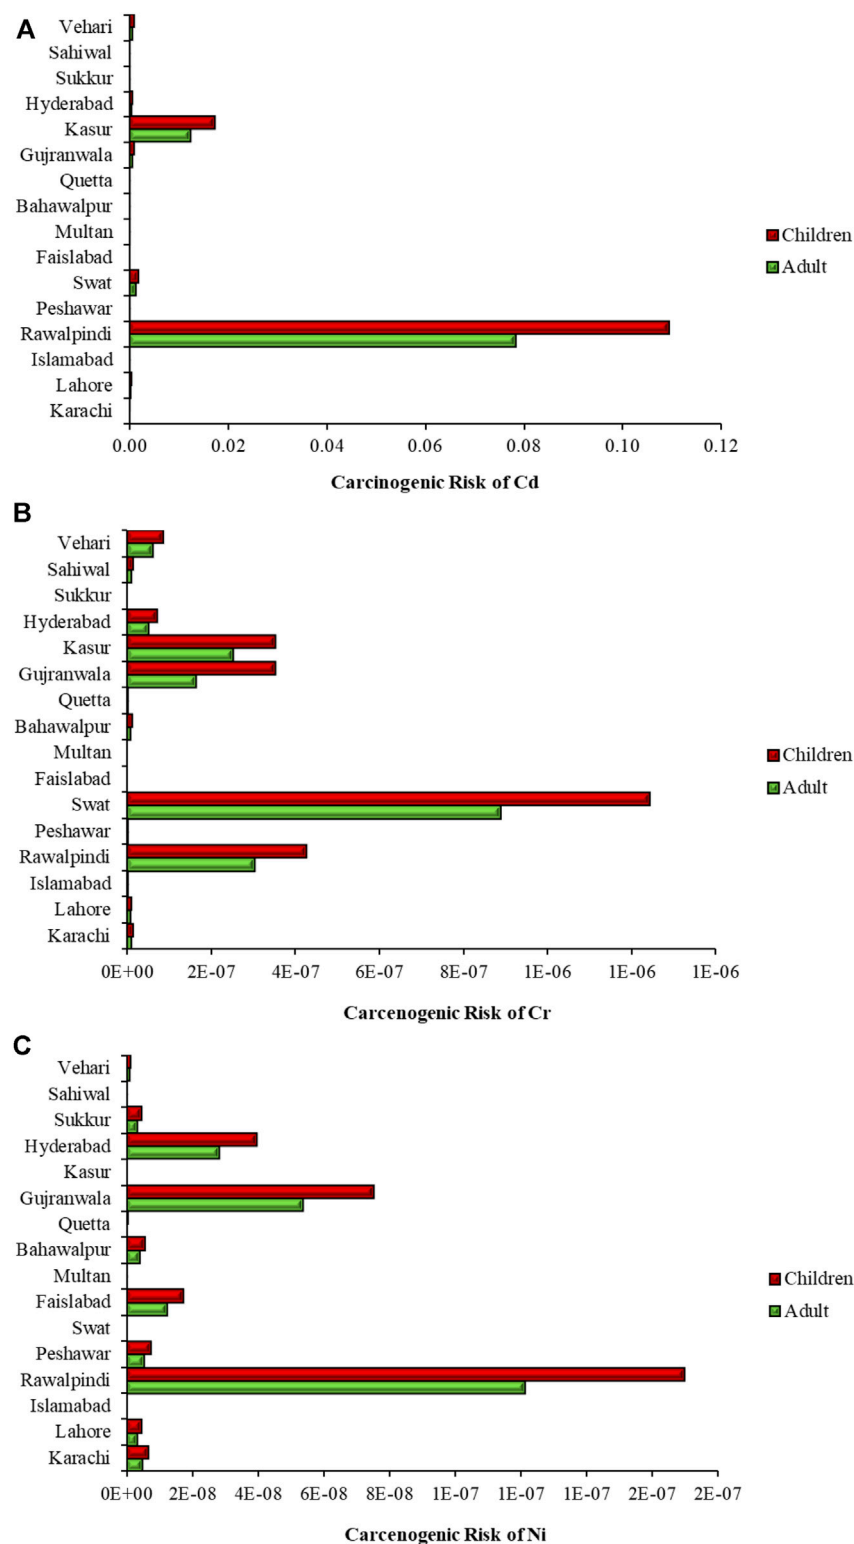 A
Vehari
Sahiwal
Sukkur
Hyderabad
Kasur
Gujranwala
Quetta
Bahawalpur
Multan
Faislabad
Swat
Peshawar
Rawalpindi
Islamabad
Lahore
Karachi
0.00 0.02 0.04 0.06 0.08 0.10 0.12
Carcinogenic Risk of Cd
Children
Adult
B
Vehari
Sahiwal
Sukkur
Hyderabad
Kasur
Gujranwala
Quetta
Bahawalpur
Multan
Faislabad
Swat
Peshawar
Rawalpindi
Islamabad
Lahore
Karachi
0E+00 2E-07 4E-07 6E-07 8E-07 1E-06 1E-06 1E-06
Carcenogenic Risk of Cr
Children
Adult
C
Vehari
Sahiwal
Sukkur
Hyderabad
Kasur
Gujranwala
Quetta
Bahawalpur
Multan
Faislabad
Swat
Peshawar
Rawalpindi
Islamabad
Lahore
Karachi
0E+00 2E-08 4E-08 6E-08 8E-08 1E-07 1E-07 1E-07 2E-07 2E-07
Carcenogenic Risk of Ni
Children
Adult